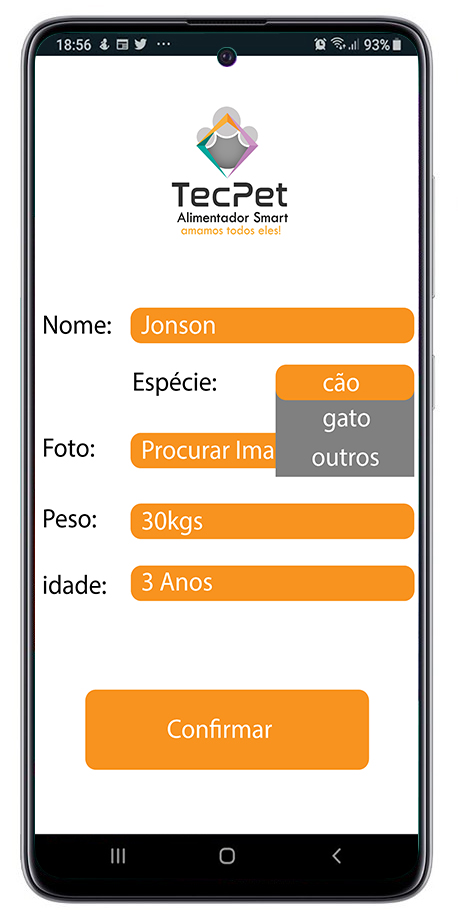 18:56 ... 93%
TecPet
Alimentador Smart
amamos todos eles!
Nome: Jonson
Espécie: cão
gato
outros
Foto: Procurar Ima
Peso: 30kgs
idade: 3 Anos
Confirmar